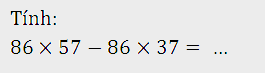 Tính:
86 × 57 − 86 × 37 = ...